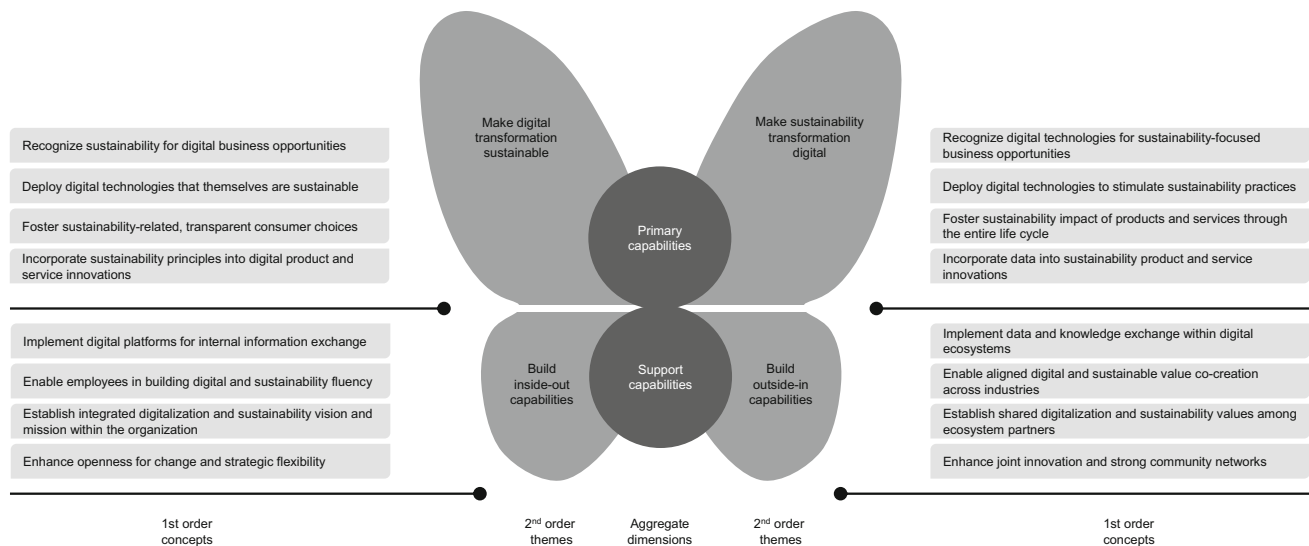 Make digital
transformation
sustainable
Make sustainability
transformation
digital
Recognize sustainability for digital business opportunities
Deploy digital technologies that themselves are sustainable
Foster sustainability-related, transparent consumer choices
Incorporate sustainability principles into digital product and
service innovations
Primary
capabilities
Recognize digital technologies for sustainability-focused
business opportunities
Deploy digital technologies to stimulate sustainability practices
Foster sustainability impact of products and services through
the entire life cycle
Incorporate data into sustainability product and service
innovations
Implement digital platforms for internal information exchange
Enable employees in building digital and sustainability fluency
Establish integrated digitalization and sustainability vision and
mission within the organization
Enhance openness for change and strategic flexibility
Build
inside-out
capabilities
Support
capabilities
Build
outside-in
capabilities
Implement data and knowledge exchange within digital
ecosystems
Enable aligned digital and sustainable value co-creation
across industries
Establish shared digitalization and sustainability values among
ecosystem partners
Enhance joint innovation and strong community networks
1st order
concepts
2nd order
themes
Aggregate
dimensions
2nd order
themes
1st order
concepts